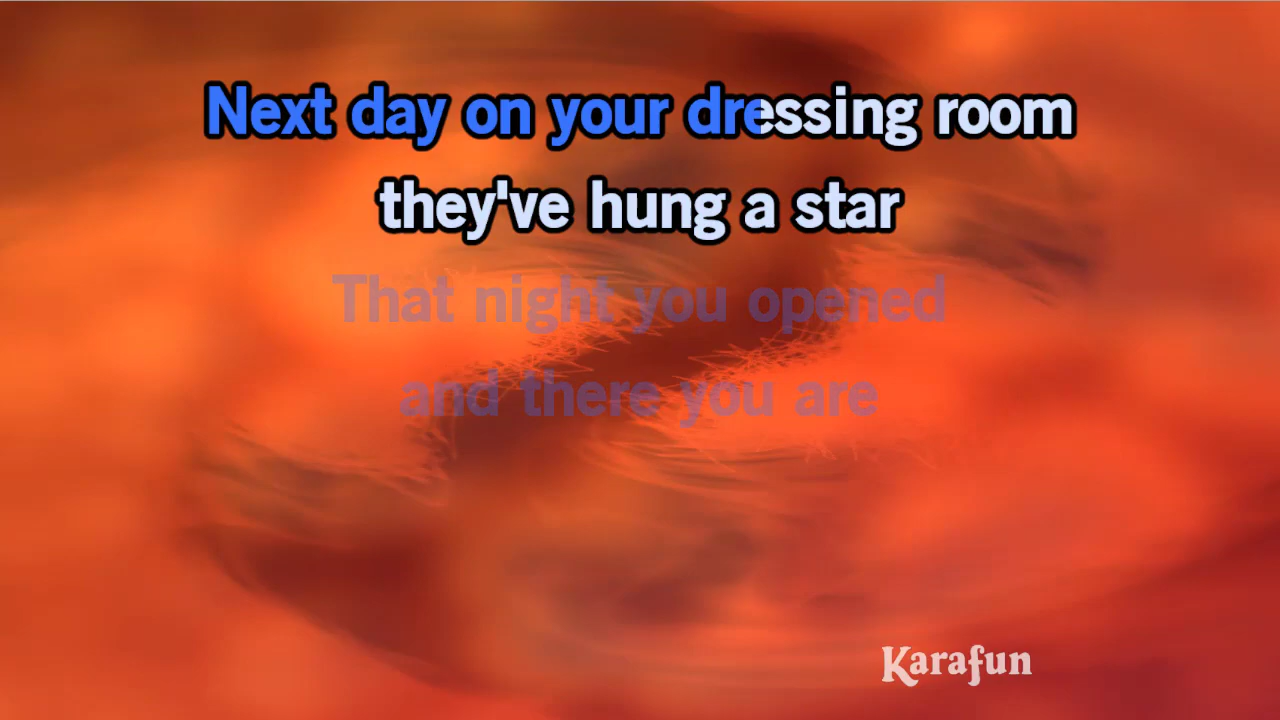 Next day on your dressing room
they've hung a star
That night you opened
and there you are
Karafun